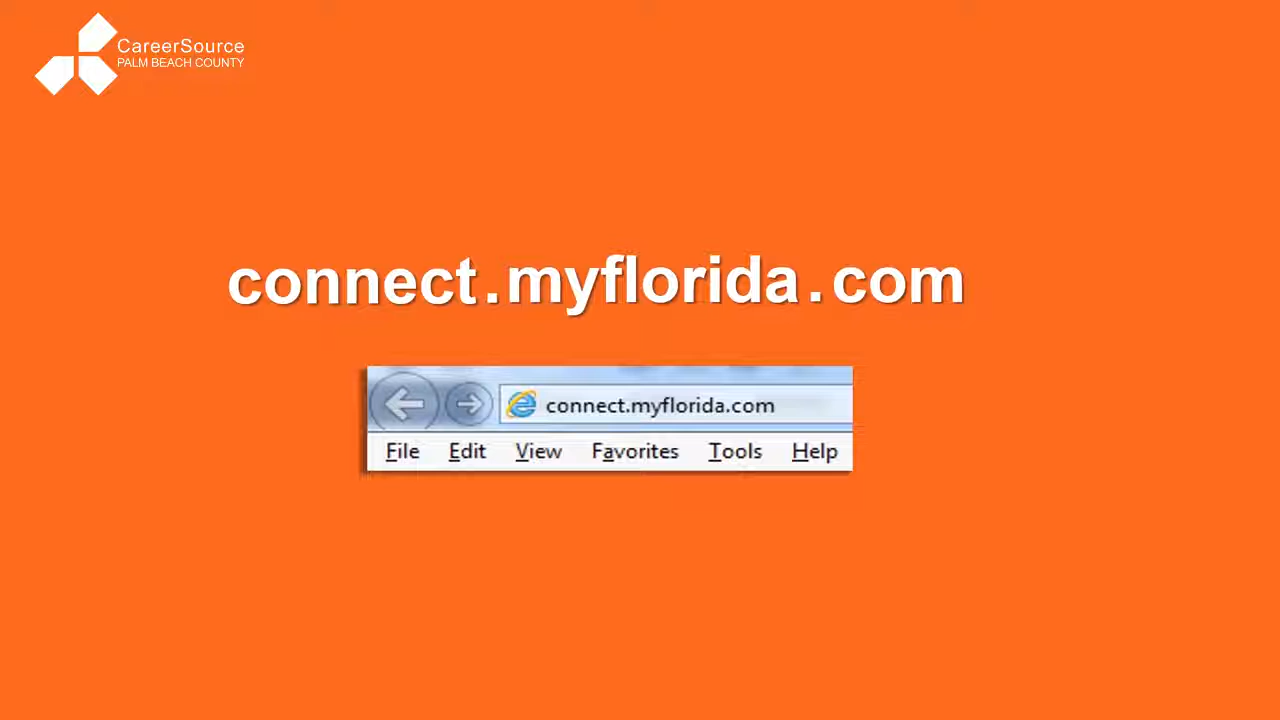 CareerSource
PALM BEACH COUNTY
connect.myflorida.com
connect.myflorida.com
File Edit View Favorites Tools Help